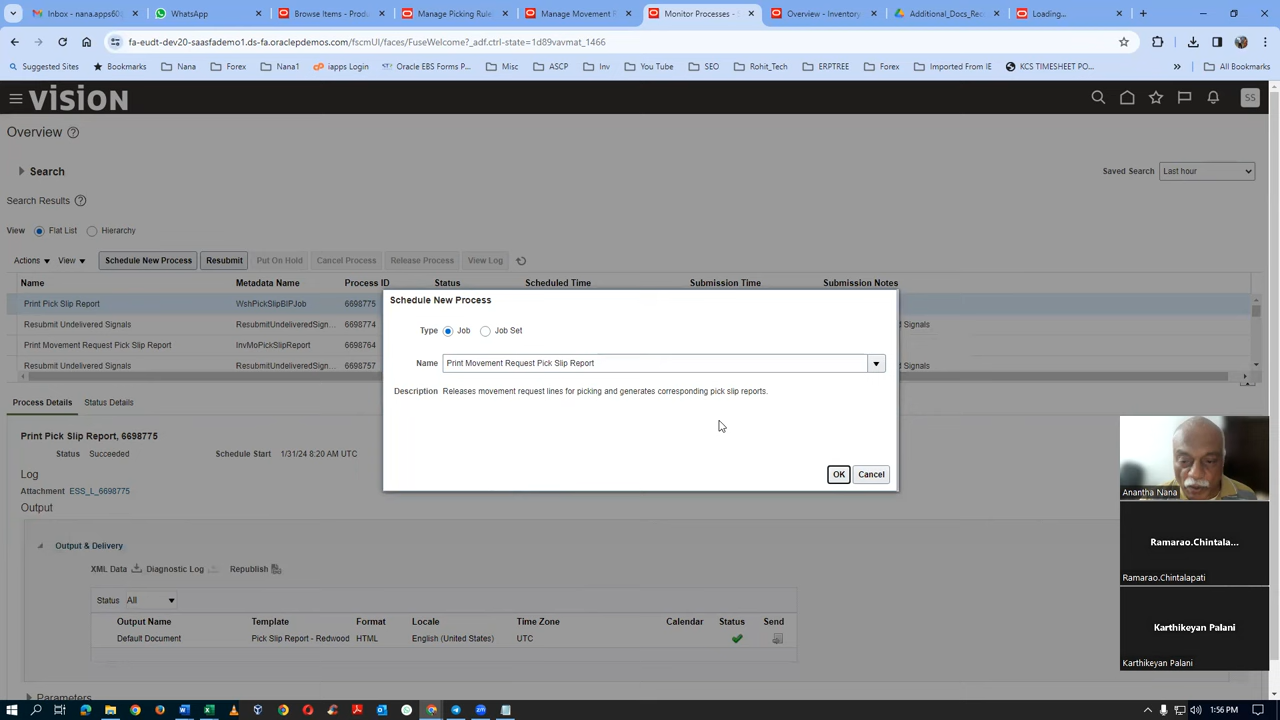 Inbox (151) - nana.apps60
WhatsApp
Browse Items - Produc
Manage Picking Rule
Manage Movement R
Monitor Processes -
Overview - Inventory
Additional_Docs_Re
Loading...
fa-eudt-dev20-saasfademo1.ds-fa.oraclepdemos.com/fscmUI/faces/FuseWelcome?_adf.ctrl-state=1d89vavmat_1466
Suggested Sites
Bookmarks
Nana
Forex
Nana1
iapps Login
Oracle EBS Forms P...
Misc
ASCP
Inv
You Tube
SEO
Rohit_Tech
ERPTREE
Forex
Imported From IE
KCS TIMESHEET PO...
»
All Bookmarks
VISION
SS
Overview
Search
Saved Search Last hour
Search Results
View Flat List Hierarchy
Actions View Schedule New Process Resubmit Put On Hold Cancel Process Release Process View Log
Name Metadata Name Process ID Status Scheduled Time Submission Time Submission Notes
Print Pick Slip Report WshPickSlipBIPJob 6698775
Resubmit Undelivered Signals ResubmitUndeliveredSign... 6698774 ignals
Print Movement Request Pick Slip Report InvMoPickSlipReport 6698764
Resubmit Undelivered Signals ResubmitUndeliveredSign... 6698757 ignals
Schedule New Process
Type Job Job Set
Name Print Movement Request Pick Slip Report
Description Releases movement request lines for picking and generates corresponding pick slip reports.
OK Cancel
Process Details Status Details
Print Pick Slip Report, 6698775
Status Succeeded Schedule Start 1/31/24 8:20 AM UTC
Log
Attachment ESS_L_6698775
Output
Output & Delivery
XML Data Diagnostic Log Republish
Status All
Output Name Template Format Locale Time Zone Calendar Status Send
Default Document Pick Slip Report - Redwood HTML English (United States) UTC
Parameters
Anantha Nana
Ramarao.Chintala...
Ramarao.Chintalapati
Karthikeyan Palani
Karthikeyan Palani
1:56 PM